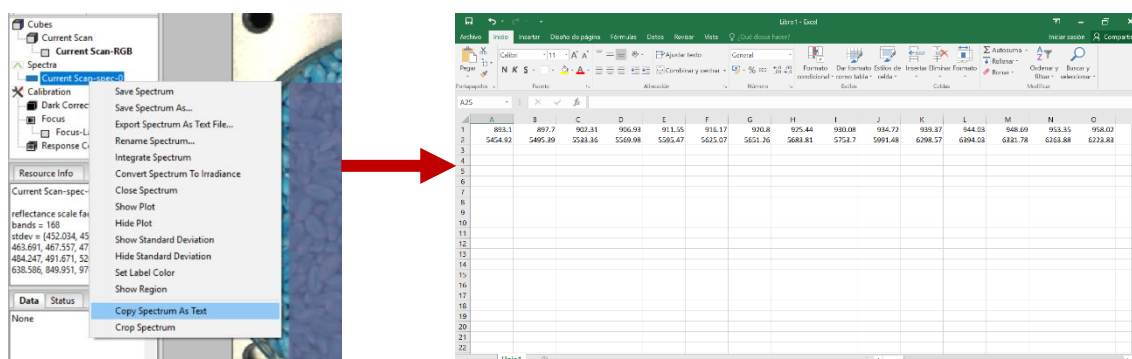 Cubes
Current Scan
Current Scan-RGB
Spectra
Current Scan-spec-0
Calibration
Dark Correc
Focus
Focus-La
Response Co
Resource Info
Current Scan-spec-
reflectance scale fac
bands = 168
stdev = {452.034, 45
463.691, 467.557, 47
484.247, 491.671, 52
638.586, 849.951, 97
Data Status
None
Save Spectrum
Save Spectrum As...
Export Spectrum As Text File...
Rename Spectrum...
Integrate Spectrum
Convert Spectrum To Irradiance
Close Spectrum
Show Plot
Hide Plot
Show Standard Deviation
Hide Standard Deviation
Set Label Color
Show Region
Copy Spectrum As Text
Crop Spectrum
Libro1 - Excel
Iniciar sesión Compartir
Archivo Inicio Insertar Diseño de página Fórmulas Datos Revisar Vista ¿Qué desea hacer?
Pegar
Calibri 11
N K S
Ajustar texto
Combinar y centrar
General
Formato condicional
Dar formato como tabla
Estilos de celda
Insertar Eliminar Formato
Autosuma
Rellenar
Borrar
Ordenar y filtrar
Buscar y seleccionar
Portapapeles Fuente Alineación Número Estilos Celdas Modificar
A25
A B C D E F G H I J K L M N O
1 893.1 897.7 902.31 906.93 911.55 916.17 920.8 925.44 930.08 934.72 939.37 944.03 948.69 953.35 958.02
2 5454.92 5495.39 5533.36 5569.98 5595.47 5625.07 5651.26 5683.81 5753.7 5991.48 6298.57 6394.03 6331.78 6263.88 6223.83
3
4
5
6
7
8
9
10
11
12
13
14
15
16
17
18
19
20
21
22